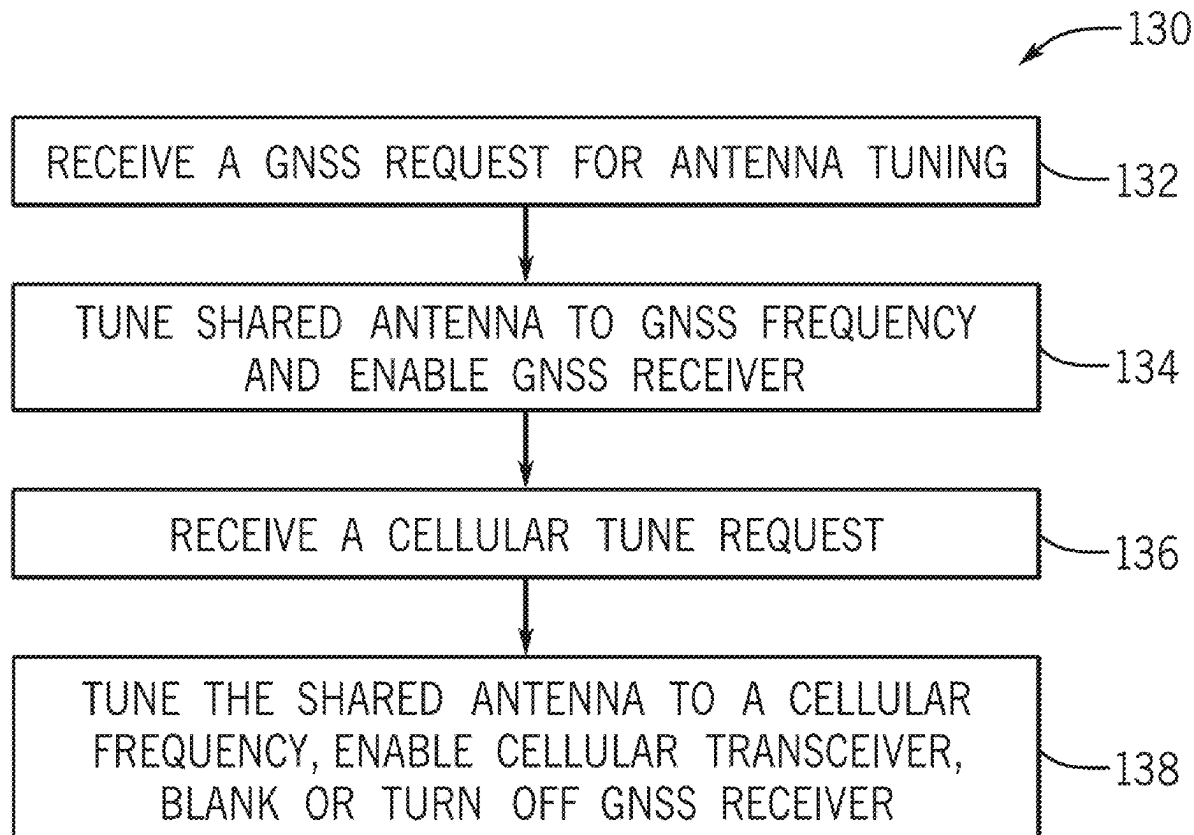 130
RECEIVE A GNSS REQUEST FOR ANTENNA TUNING
132
TUNE SHARED ANTENNA TO GNSS FREQUENCY
AND ENABLE GNSS RECEIVER
134
RECEIVE A CELLULAR TUNE REQUEST
136
TUNE THE SHARED ANTENNA TO A CELLULAR
FREQUENCY, ENABLE CELLULAR TRANSCEIVER,
BLANK OR TURN OFF GNSS RECEIVER
138